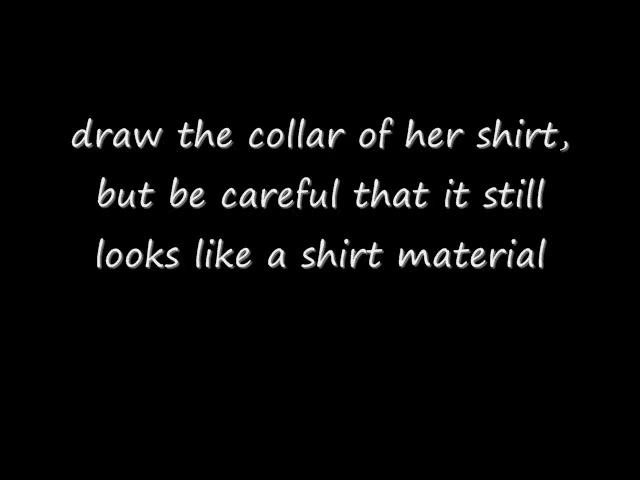 draw the collar of her shirt,
but be careful that it still
looks like a shirt material